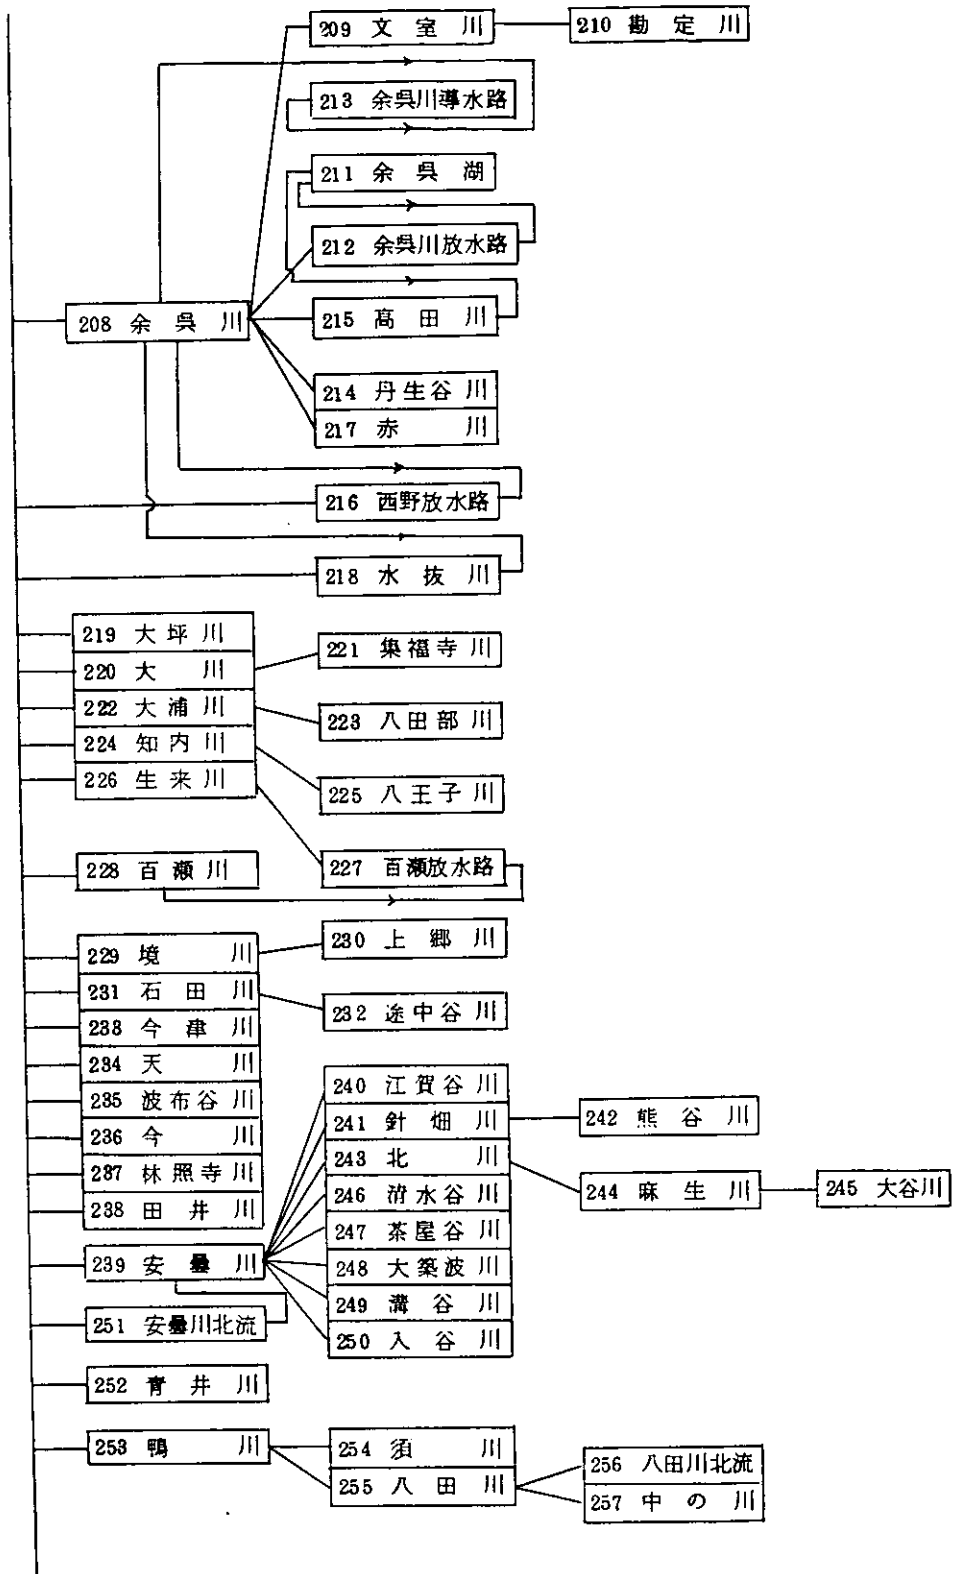 209 文室川
210 勘定川
213 余呉川導水路
211 余呉湖
212 余呉川放水路
208 余呉川
215 高田川
214 丹生谷川
217 赤川
216 西野放水路
218 水抜川
219 大坪川
220 大川
221 集福寺川
222 大浦川
223 八田部川
224 知内川
226 生来川
225 八王子川
228 百瀬川
227 百瀬放水路
229 境川
230 上郷川
231 石田川
232 途中谷川
233 今津川
234 天川
235 波布谷川
236 今川
237 林照寺川
238 田井川
239 安曇川
240 江賀谷川
241 針畑川
242 熊谷川
243 北川
244 麻生川
245 大谷川
246 清水谷川
247 茶屋谷川
248 大築波川
249 溝谷川
250 入谷川
251 安曇川北流
252 青井川
253 鴨川
254 須川
255 八田川
256 八田川北流
257 中の川